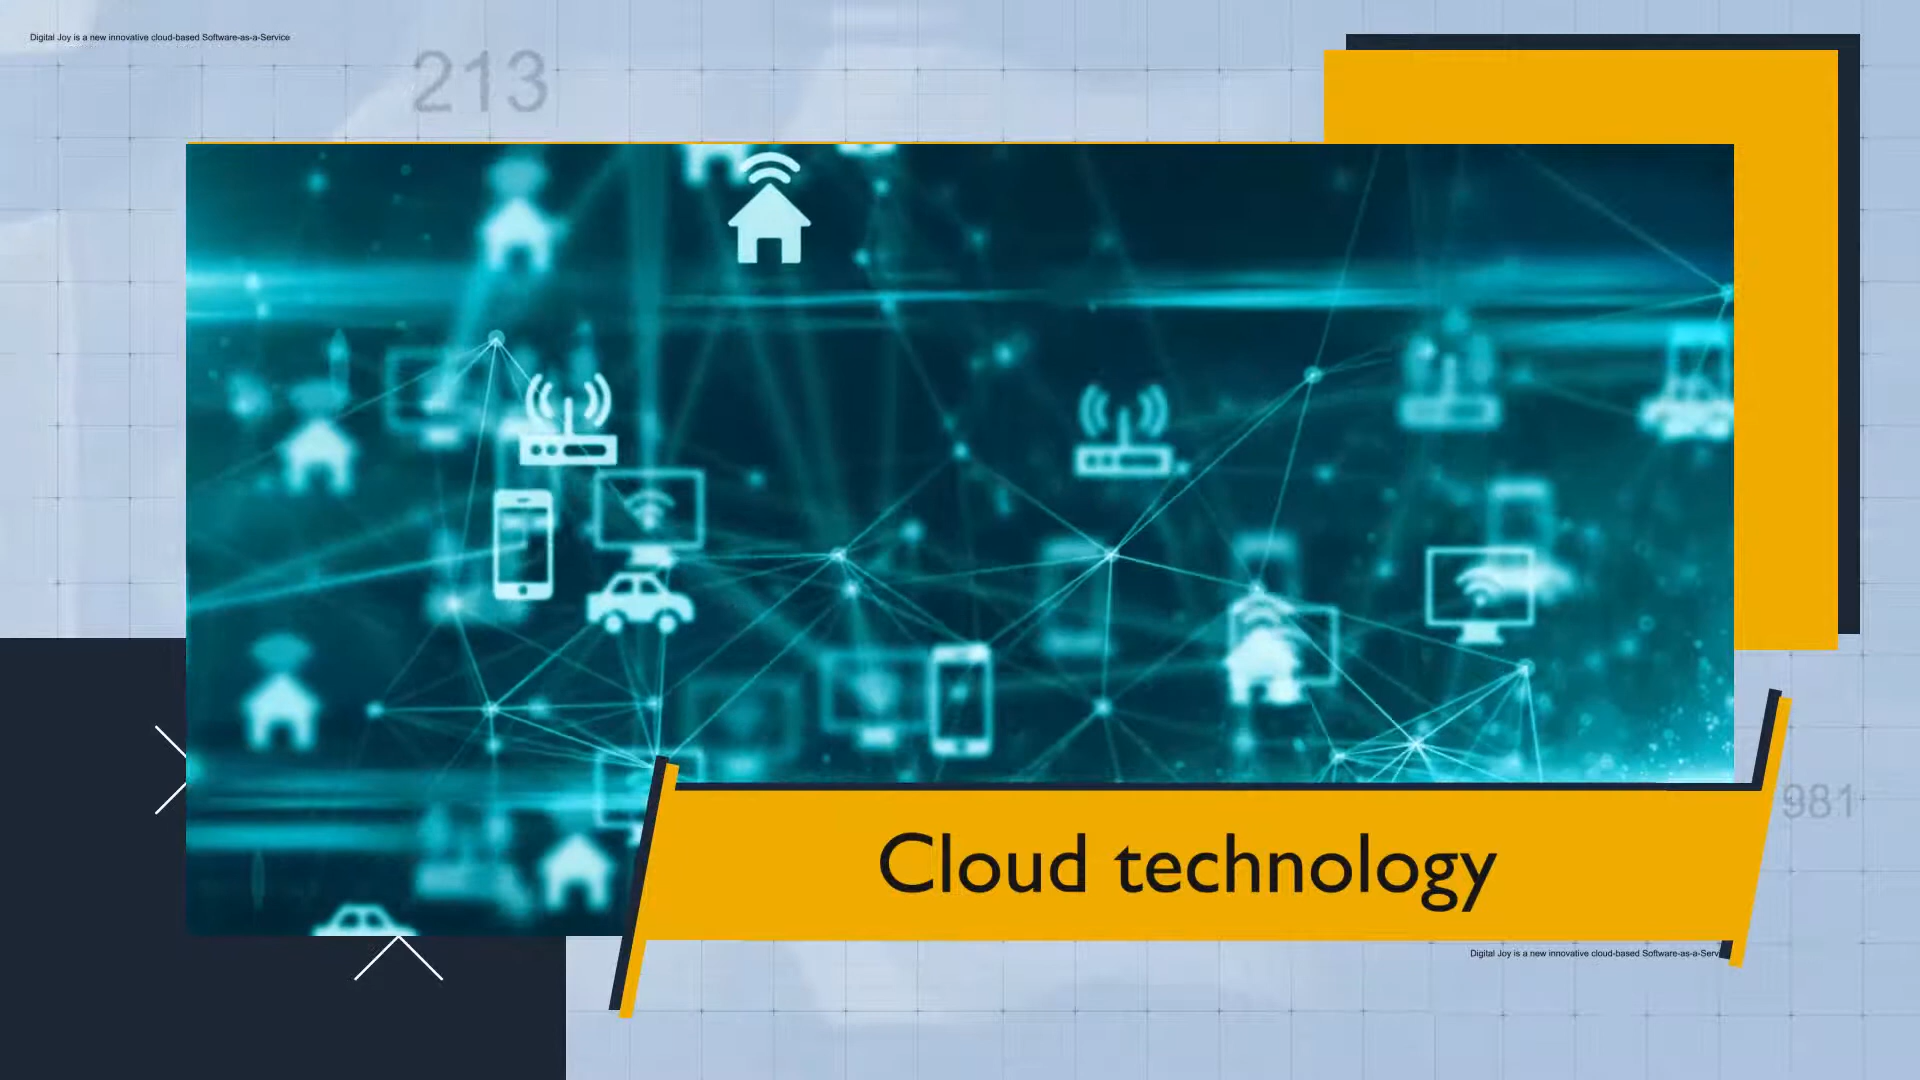 Digital Joy is a new innovative cloud-based Software-as-a-Service
213
981
Cloud technology
Digital Joy is a new innovative cloud-based Software-as-a-Serv